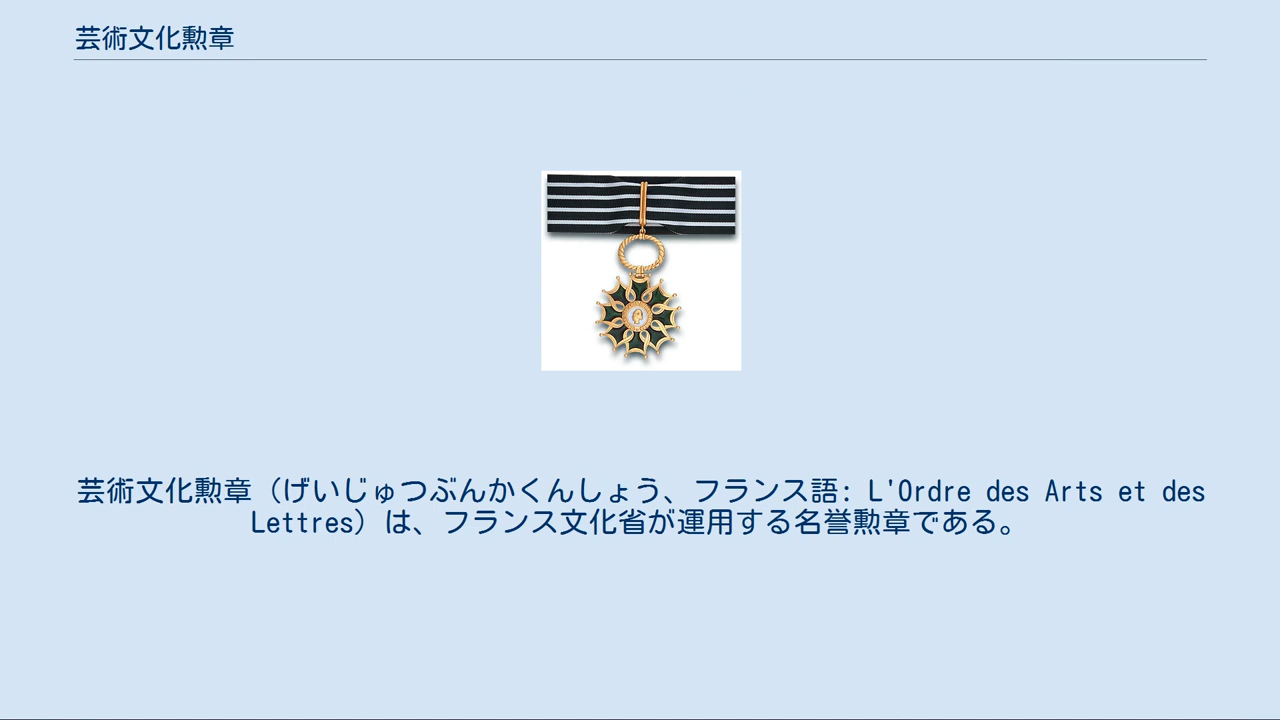 芸術文化勲章
芸術文化勲章（げいじゅつぶんかくんしょう、フランス語: L'Ordre des Arts et des
Lettres）は、フランス文化省が運用する名誉勲章である。